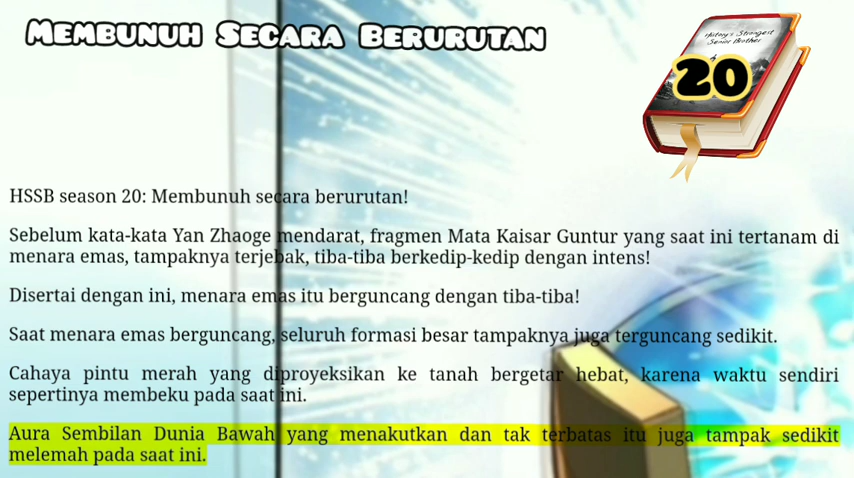 MEMBUNUH SECARA BERURUTAN
History's Strongest
Senior Brother
20
HSSB season 20: Membunuh secara berurutan!
Sebelum kata-kata Yan Zhaoge mendarat, fragmen Mata Kaisar Guntur yang saat ini tertanam di
menara emas, tampaknya terjebak, tiba-tiba berkedip-kedip dengan intens!
Disertai dengan ini, menara emas itu berguncang dengan tiba-tiba!
Saat menara emas berguncang, seluruh formasi besar tampaknya juga terguncang sedikit.
Cahaya pintu merah yang diproyeksikan ke tanah bergetar hebat, karena waktu sendiri
sepertinya membeku pada saat ini.
Aura Sembilan Dunia Bawah yang menakutkan dan tak terbatas itu juga tampak sedikit
melemah pada saat ini.